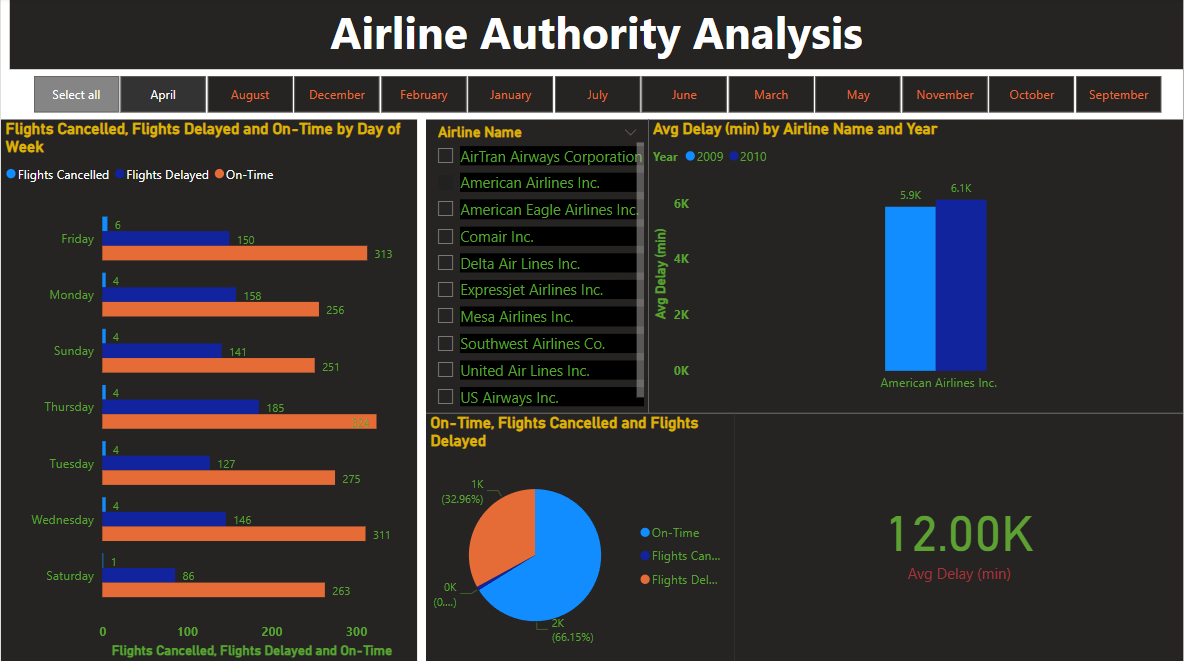 Airline Authority Analysis
Select all
April
August
December
February
January
July
June
March
May
November
October
September
Flights Cancelled, Flights Delayed and On-Time by Day of
Week
Flights Cancelled
Flights Delayed
On-Time
Friday
6
150
313
Monday
4
158
256
Sunday
4
141
251
Thursday
4
185
Tuesday
4
127
275
Wednesday
4
146
311
Saturday
1
86
263
0
100
200
300
Flights Cancelled, Flights Delayed and On-Time
Airline Name
AirTran Airways Corporation
American Airlines Inc.
American Eagle Airlines Inc.
Comair Inc.
Delta Air Lines Inc.
Expressjet Airlines Inc.
Mesa Airlines Inc.
Southwest Airlines Co.
United Air Lines Inc.
US Airways Inc.
Avg Delay (min) by Airline Name and Year
Year
2009
2010
Avg Delay (min)
6K
4K
2K
0K
5.9K
6.1K
American Airlines Inc.
On-Time, Flights Cancelled and Flights
Delayed
1K
(32.96%)
0K
(0....)
2K
(66.15%)
On-Time
Flights Can...
Flights Del...
12.00K
Avg Delay (min)